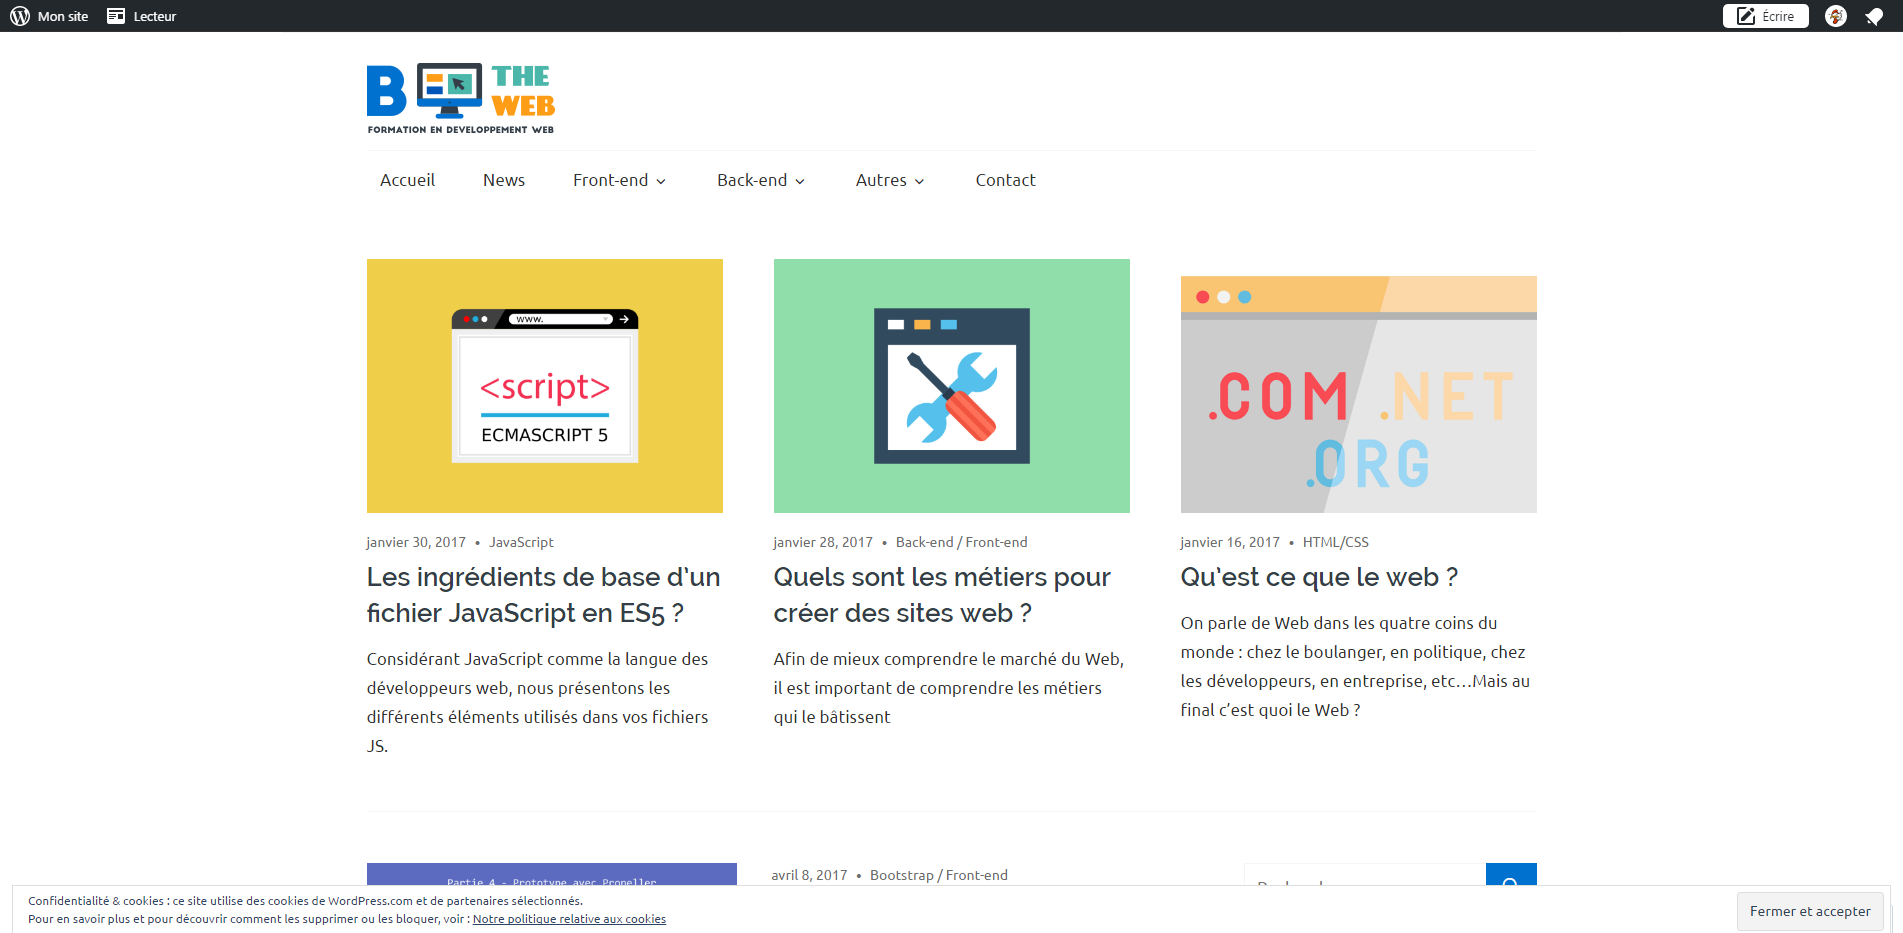 Mon site Lecteur Écrire
B THE
WEB
FORMATION EN DEVELOPPEMENT WEB
Accueil News Front-end Back-end Autres Contact
www.
<script>
ECMASCRIPT 5
.COM .NET
.ORG
janvier 30, 2017 • JavaScript
Les ingrédients de base d’un
fichier JavaScript en ES5 ?
Considérant JavaScript comme la langue des
développeurs web, nous présentons les
différents éléments utilisés dans vos fichiers
JS.
janvier 28, 2017 • Back-end / Front-end
Quels sont les métiers pour
créer des sites web ?
Afin de mieux comprendre le marché du Web,
il est important de comprendre les métiers
qui le bâtissent
janvier 16, 2017 • HTML/CSS
Qu’est ce que le web ?
On parle de Web dans les quatre coins du
monde : chez le boulanger, en politique, chez
les développeurs, en entreprise, etc…Mais au
final c’est quoi le Web ?
Partie 4 - Prototype avec Propeller
avril 8, 2017 • Bootstrap / Front-end
Confidentialité & cookies : ce site utilise des cookies de WordPress.com et de partenaires sélectionnés.
Pour en savoir plus et pour découvrir comment les supprimer ou les bloquer, voir : Notre politique relative aux cookies
Fermer et accepter